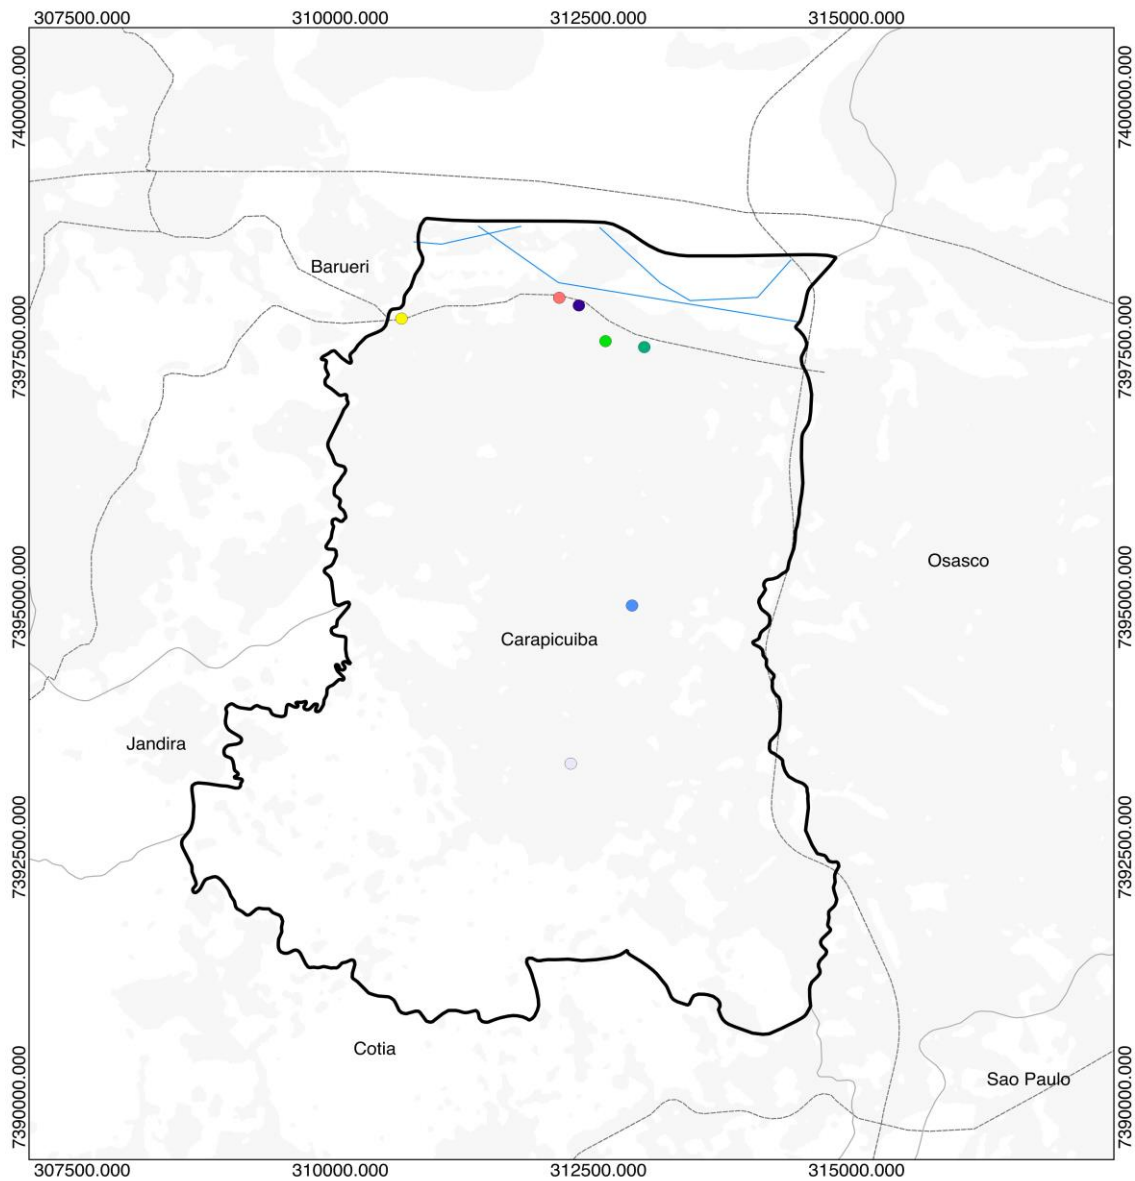 307500.000 310000.000 312500.000 315000.000
7400000.000 7400000.000
Barueri
7397500.000 7397500.000
Osasco
7395000.000 7395000.000
Carapicuiba
Jandira
7392500.000 7392500.000
Cotia
Sao Paulo
7390000.000 7390000.000
307500.000 310000.000 312500.000 315000.000